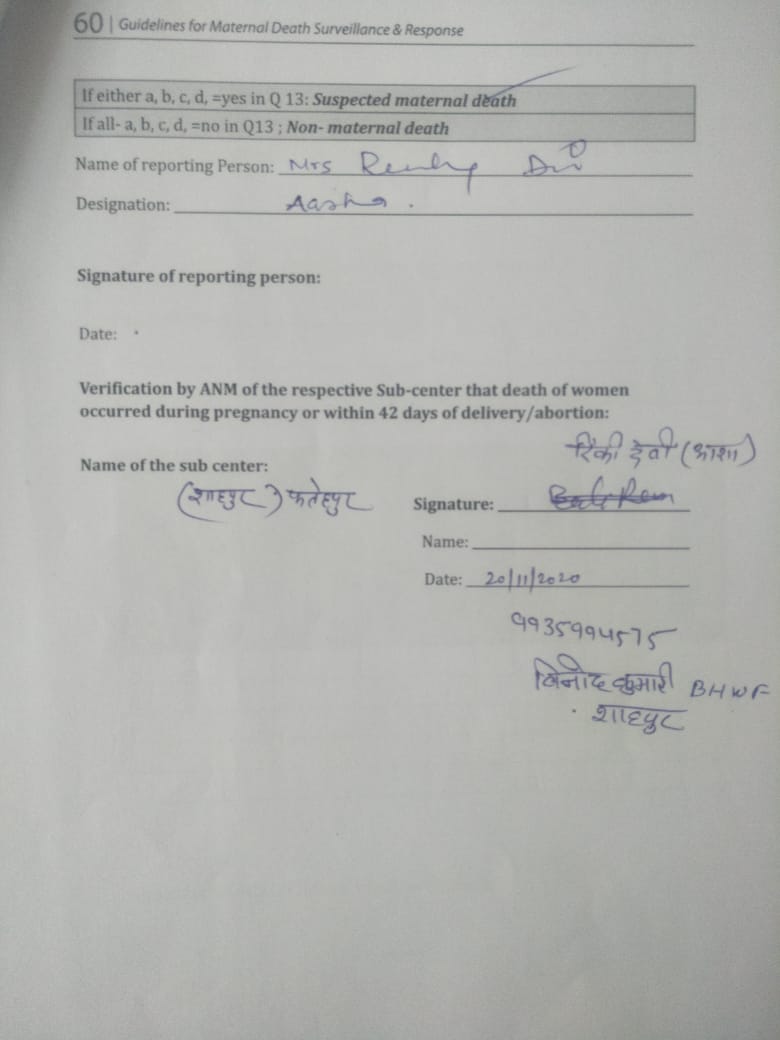 60 | Guidelines for Maternal Death Surveillance & Response
If either a, b, c, d, =yes in Q 13: Suspected maternal death
If all- a, b, c, d, =no in Q13 ; Non- maternal death
Name of reporting Person: Mrs
Designation: Aasha .
Signature of reporting person:
Date:
Verification by ANM of the respective Sub-center that death of women
occurred during pregnancy or within 42 days of delivery/abortion:
रिंकी देवी (आशा)
Name of the sub center:
(शाहपुर) फतेहपुर
Signature:
Name:
Date: 20/11/2020
9935994575
विनोद कुमारी BHWF
शाहपुर